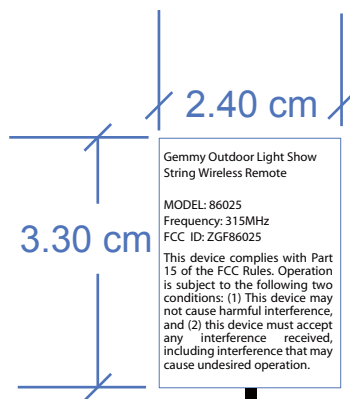 2.40 cm
3.30 cm
Gemmy Outdoor Light Show
String Wireless Remote
MODEL: 86025
Frequency: 315MHz
FCC ID: ZGF86025
This device complies with Part
15 of the FCC Rules. Operation
is subject to the following two
conditions: (1) This device may
not cause harmful interference,
and (2) this device must accept
any interference received,
including interference that may
cause undesired operation.